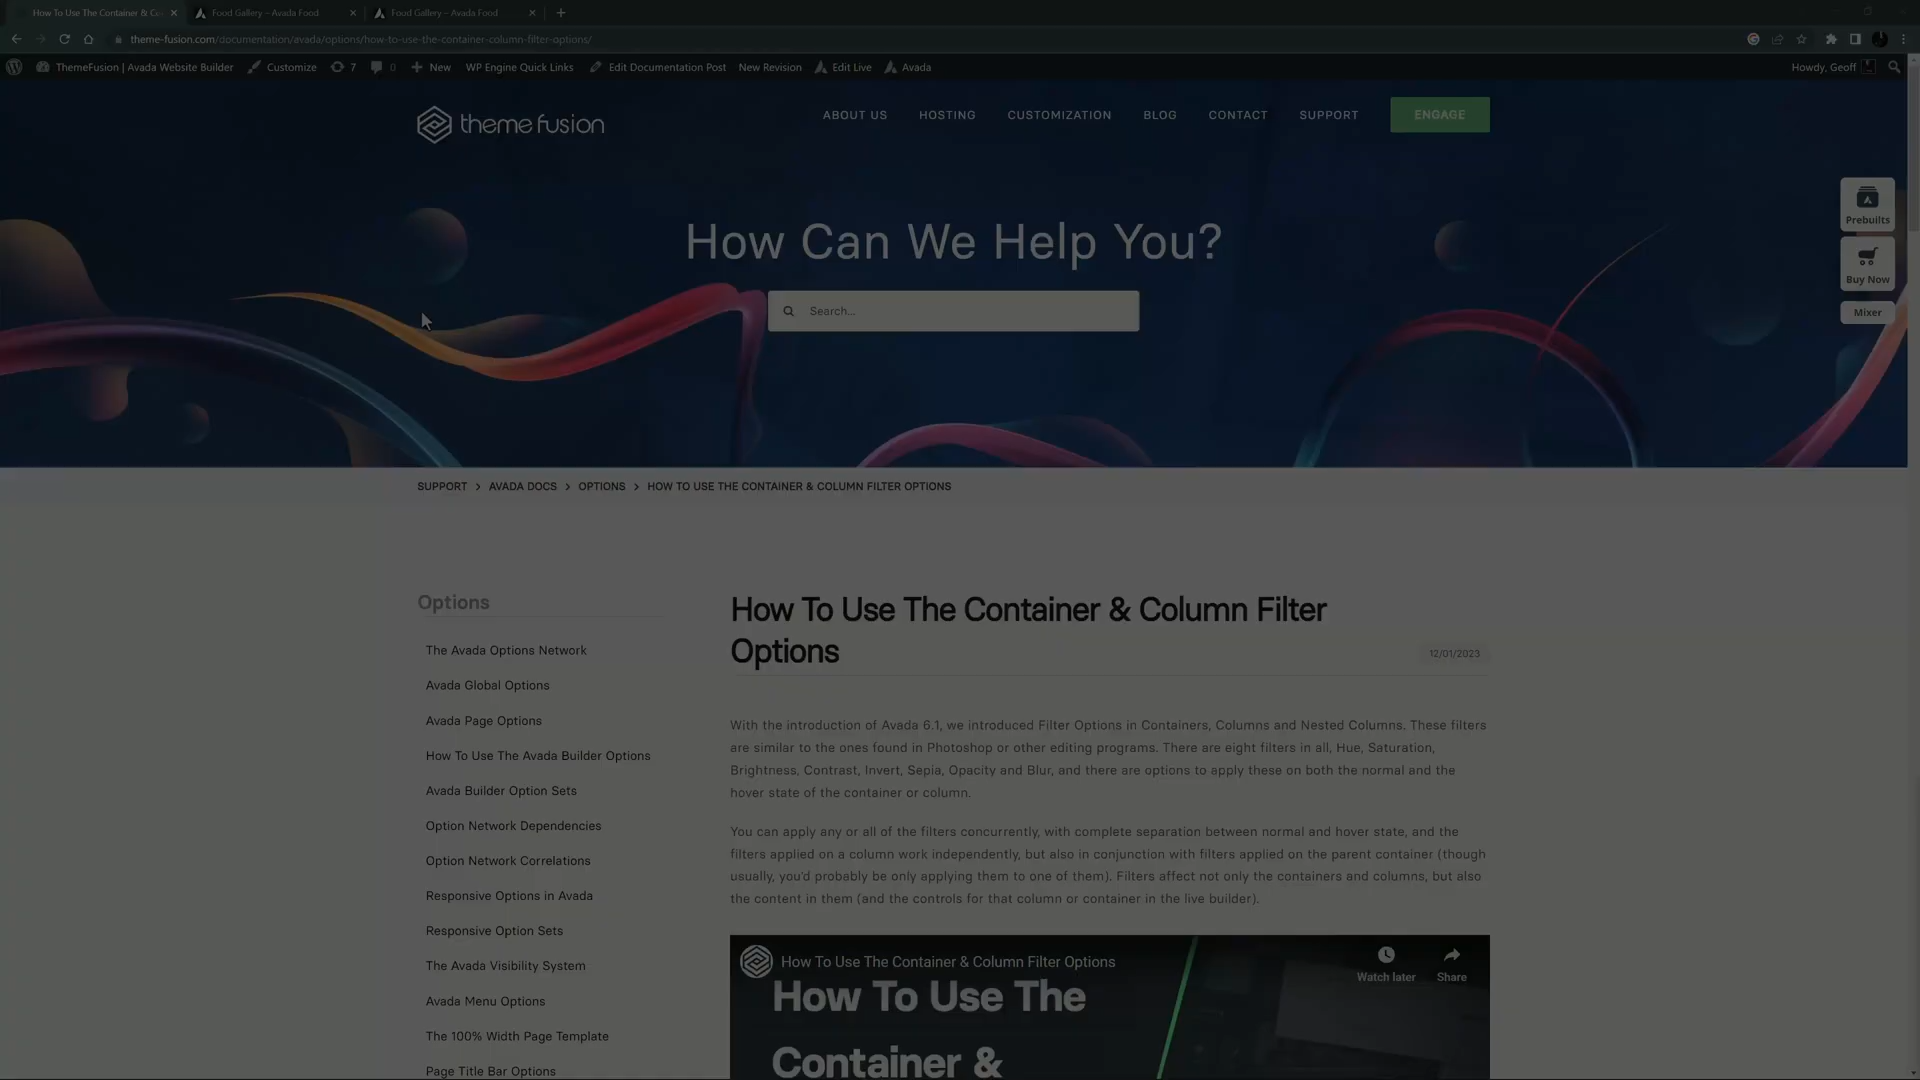 How To Use The Container & Co
Food Gallery – Avada Food
Food Gallery – Avada Food
theme-fusion.com/documentation/avada/options/how-to-use-the-container-column-filter-options/
ThemeFusion | Avada Website Builder
Customize
7
0
New
WP Engine Quick Links
Edit Documentation Post
New Revision
Edit Live
Avada
Howdy, Geoff
theme fusion
ABOUT US
HOSTING
CUSTOMIZATION
BLOG
CONTACT
SUPPORT
ENGAGE
Prebuilts
Buy Now
Mixer
How Can We Help You?
Search...
SUPPORT > AVADA DOCS > OPTIONS > HOW TO USE THE CONTAINER & COLUMN FILTER OPTIONS
Options
The Avada Options Network
Avada Global Options
Avada Page Options
How To Use The Avada Builder Options
Avada Builder Option Sets
Option Network Dependencies
Option Network Correlations
Responsive Options in Avada
Responsive Option Sets
The Avada Visibility System
Avada Menu Options
The 100% Width Page Template
Page Title Bar Options
How To Use The Container & Column Filter
Options
12/01/2023
With the introduction of Avada 6.1, we introduced Filter Options in Containers, Columns and Nested Columns. These filters
are similar to the ones found in Photoshop or other editing programs. There are eight filters in all, Hue, Saturation,
Brightness, Contrast, Invert, Sepia, Opacity and Blur, and there are options to apply these on both the normal and the
hover state of the container or column.
You can apply any or all of the filters concurrently, with complete separation between normal and hover state, and the
filters applied on a column work independently, but also in conjunction with filters applied on the parent container (though
usually, you'd probably be only applying them to one of them). Filters affect not only the containers and columns, but also
the content in them (and the controls for that column or container in the live builder).
How To Use The Container & Column Filter Options
Watch later
Share
How To Use The
Container &